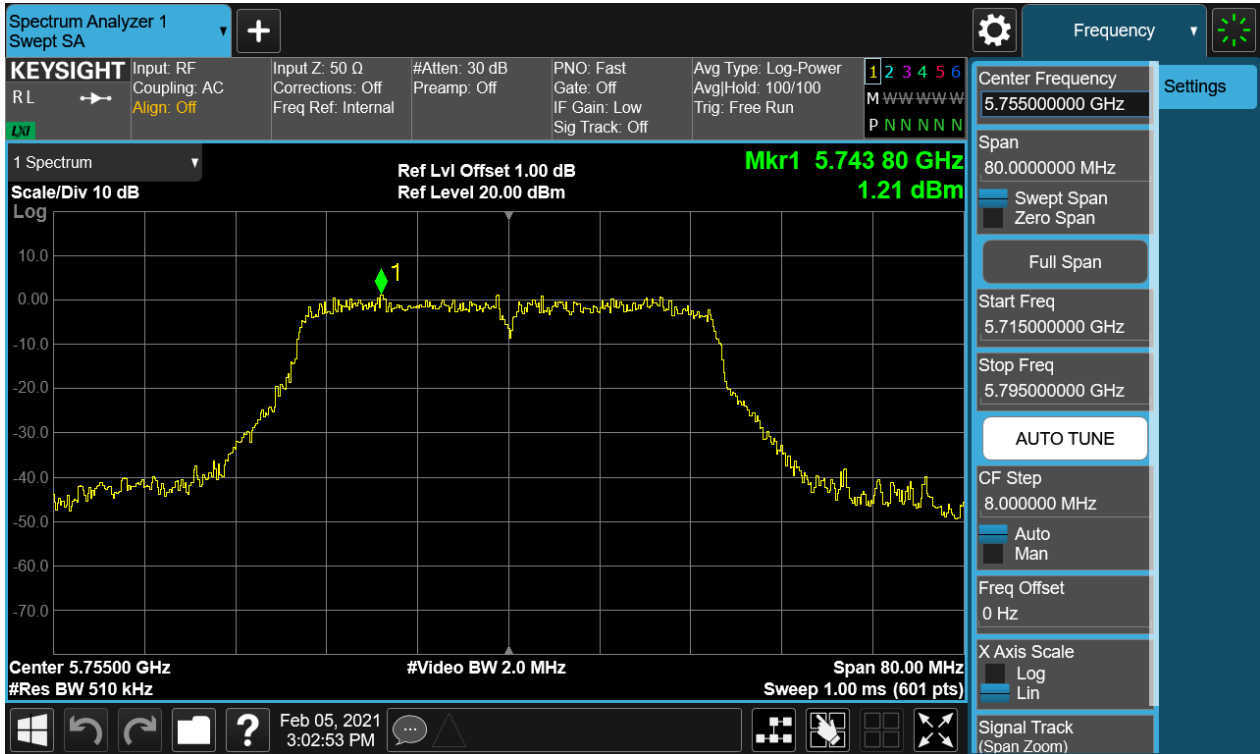 Spectrum Analyzer 1
Swept SA
+
Frequency
KEYSIGHT
R L
LXI
Input: RF
Coupling: AC
Align: Off
Input Z: 50 Ω
Corrections: Off
Freq Ref: Internal
#Atten: 30 dB
Preamp: Off
PNO: Fast
Gate: Off
IF Gain: Low
Sig Track: Off
Avg Type: Log-Power
Avg|Hold: 100/100
Trig: Free Run
1 2 3 4 5 6
M W W W W W
P N N N N N
1 Spectrum
Scale/Div 10 dB
Log
Ref Lvl Offset 1.00 dB
Ref Level 20.00 dBm
Mkr1 5.743 80 GHz
1.21 dBm
1
10.0
0.00
-10.0
-20.0
-30.0
-40.0
-50.0
-60.0
-70.0
Center 5.75500 GHz
#Res BW 510 kHz
#Video BW 2.0 MHz
Span 80.00 MHz
Sweep 1.00 ms (601 pts)
Center Frequency
5.755000000 GHz
Span
80.0000000 MHz
Swept Span
Zero Span
Full Span
Start Freq
5.715000000 GHz
Stop Freq
5.795000000 GHz
AUTO TUNE
CF Step
8.000000 MHz
Auto
Man
Freq Offset
0 Hz
X Axis Scale
Log
Lin
Signal Track
(Span Zoom)
Settings
?
Feb 05, 2021
3:02:53 PM